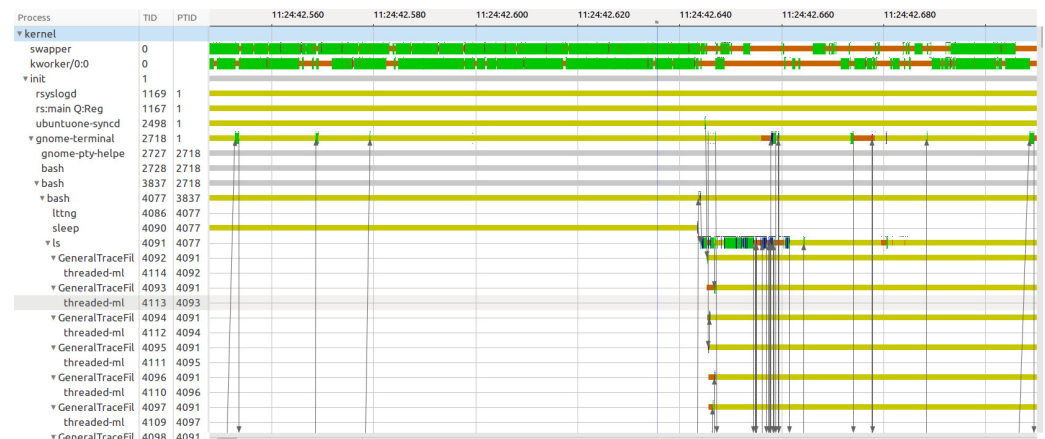 Process TID PTID 11:24:42.560 11:24:42.580 11:24:42.600 11:24:42.620 11:24:42.640 11:24:42.660 11:24:42.680
kernel
swapper 0
kworker/0:0 0
init 1
rsyslogd 1169 1
rs:main Q:Reg 1167 1
ubuntuone-syncd 2498 1
gnome-terminal 2718 1
gnome-pty-helpe 2727 2718
bash 2728 2718
bash 3837 2718
bash 4077 3837
lttng 4086 4077
sleep 4090 4077
ls 4091 4077
GeneralTraceFil 4092 4091
threaded-ml 4114 4092
GeneralTraceFil 4093 4091
threaded-ml 4113 4093
GeneralTraceFil 4094 4091
threaded-ml 4112 4094
GeneralTraceFil 4095 4091
threaded-ml 4111 4095
GeneralTraceFil 4096 4091
threaded-ml 4110 4096
GeneralTraceFil 4097 4091
threaded-ml 4109 4097
GeneralTraceFil 4098 4091